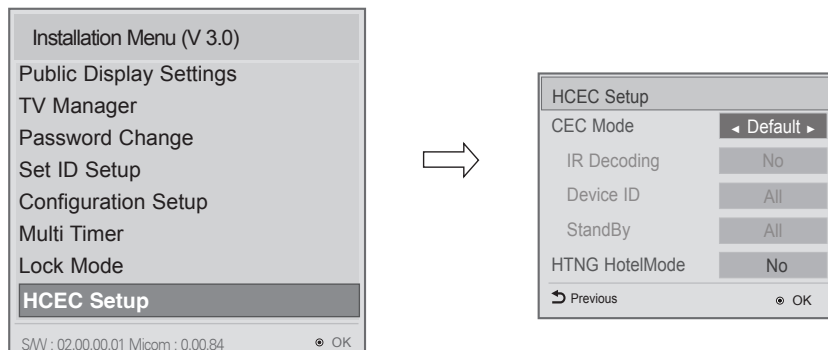 Installation Menu (V 3.0)
Public Display Settings
TV Manager
Password Change
Set ID Setup
Configuration Setup
Multi Timer
Lock Mode
HCEC Setup
S/W : 02.00.00.01 Micom : 0.00.84 ◉ OK
HCEC Setup
CEC Mode ◂ Default ▸
IR Decoding No
Device ID All
StandBy All
HTNG HotelMode No
⮌ Previous ◉ OK